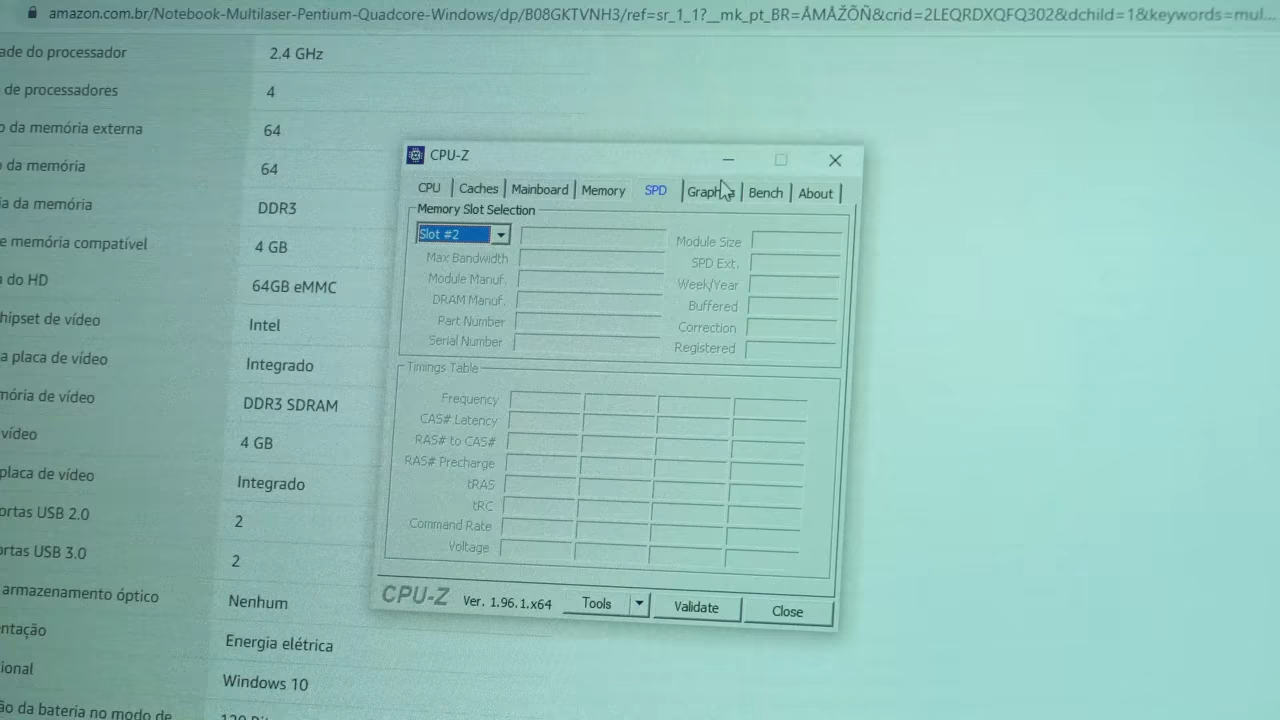 amazon.com.br/Notebook-Multilaser-Pentium-Quadcore-Windows/dp/B08GKTVNH3/ref=sr_1_1?__mk_pt_BR=ÅMÅŽÕÑ&crid=2LEQRDXQFQ302&dchild=1&keywords=mul...
ade do processador 2.4 GHz
de processadores 4
o da memória externa 64
o da memória 64
ia da memória DDR3
e memória compatível 4 GB
o do HD 64GB eMMC
hipset de vídeo Intel
a placa de vídeo Integrado
mória de vídeo DDR3 SDRAM
vídeo 4 GB
placa de vídeo Integrado
ortas USB 2.0 2
ortas USB 3.0 2
armazenamento óptico Nenhum
ntação Energia elétrica
ional Windows 10
ão da bateria no modo de
CPU-Z
CPU Caches Mainboard Memory SPD Graphics Bench About
Memory Slot Selection
Slot #2
Max Bandwidth
Module Manuf.
DRAM Manuf.
Part Number
Serial Number
Module Size
SPD Ext.
Week/Year
Buffered
Correction
Registered
Timings Table
Frequency
CAS# Latency
RAS# to CAS#
RAS# Precharge
tRAS
tRC
Command Rate
Voltage
CPU-Z Ver. 1.96.1.x64 Tools Validate Close